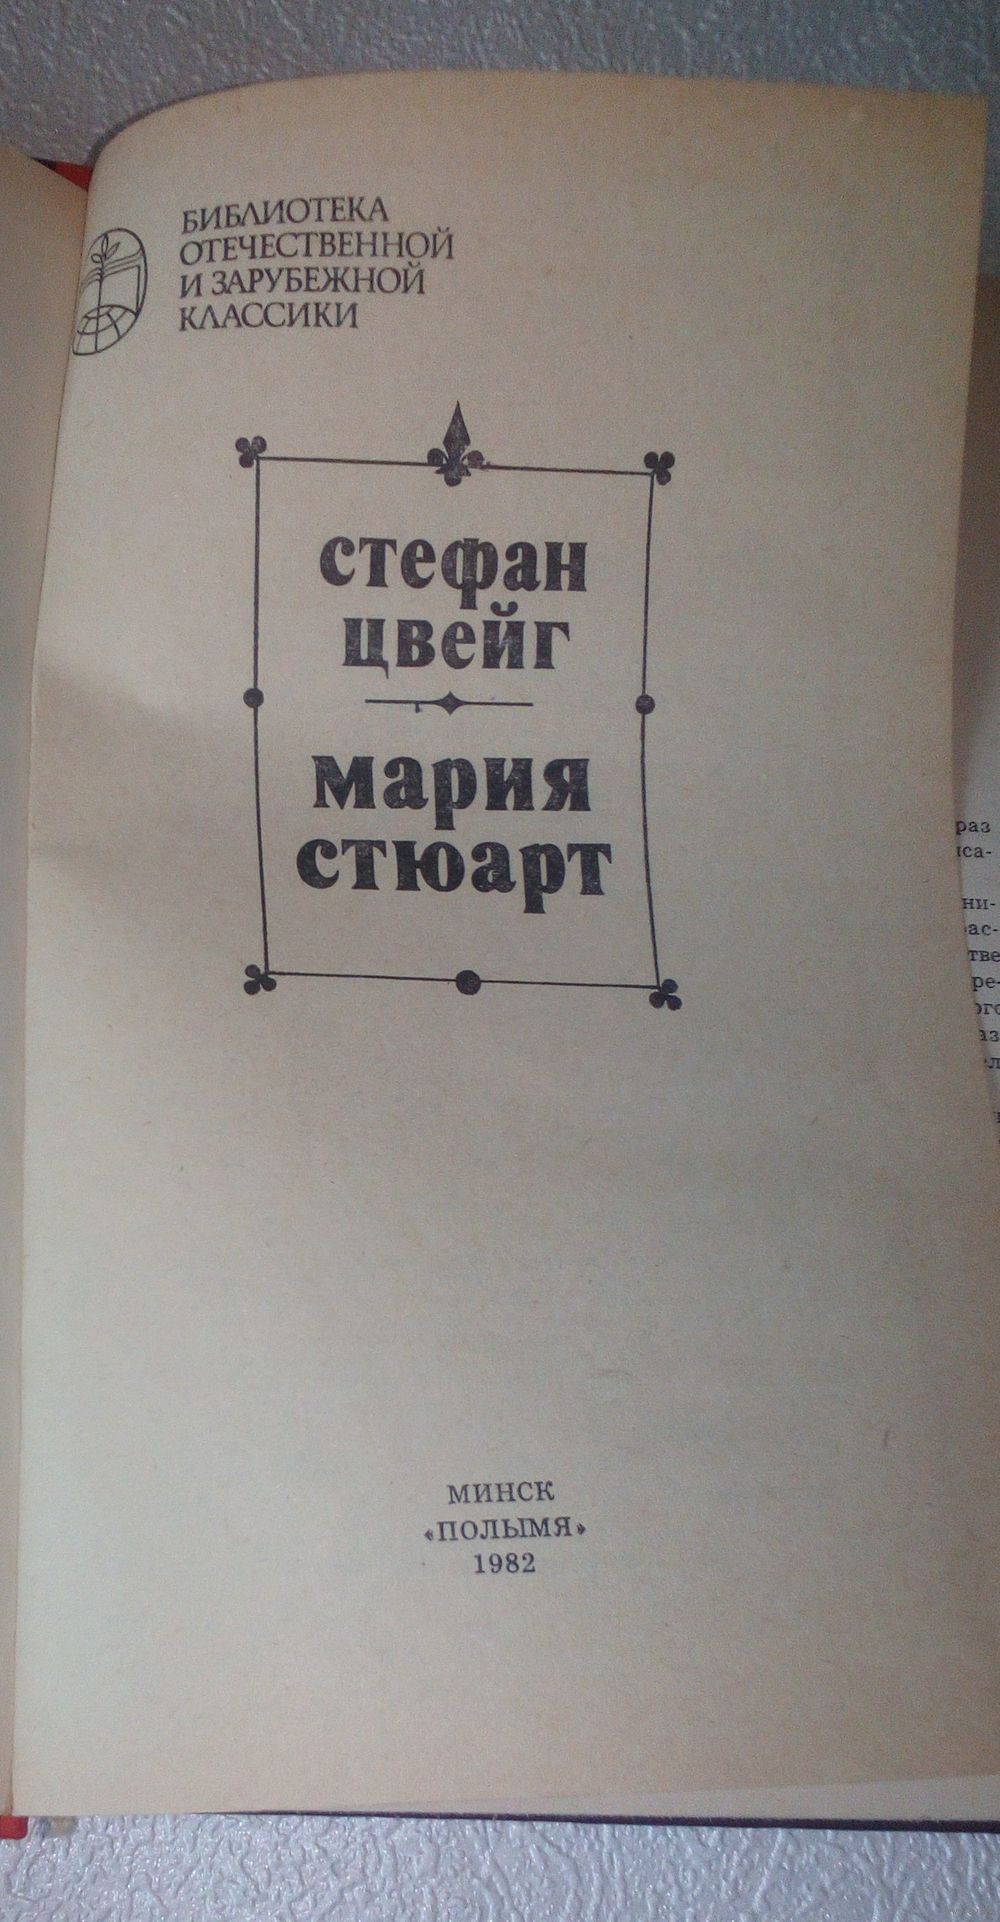 БИБЛИОТЕКА
ОТЕЧЕСТВЕННОЙ
И ЗАРУБЕЖНОЙ
КЛАССИКИ
стефан
цвейг
мария
стюарт
МИНСК
«ПОЛЫМЯ»
1982